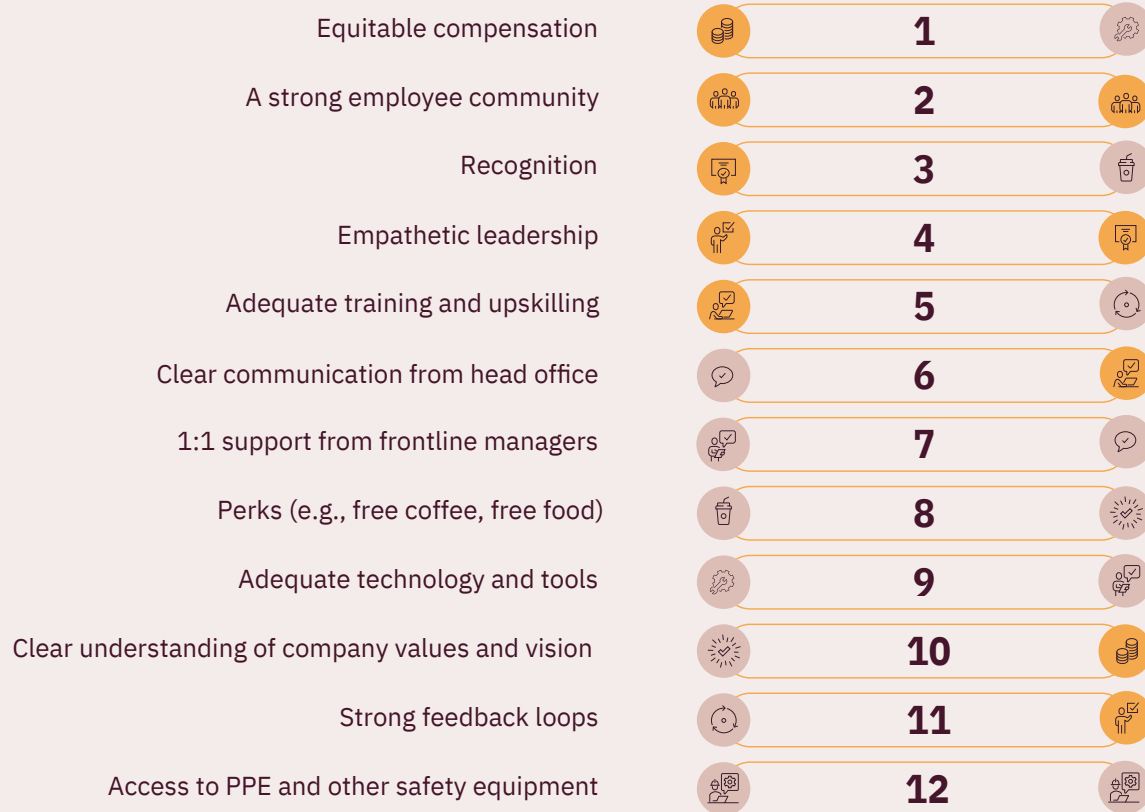 Equitable compensation 1
A strong employee community 2
Recognition 3
Empathetic leadership 4
Adequate training and upskilling 5
Clear communication from head office 6
1:1 support from frontline managers 7
Perks (e.g., free coffee, free food) 8
Adequate technology and tools 9
Clear understanding of company values and vision 10
Strong feedback loops 11
Access to PPE and other safety equipment 12